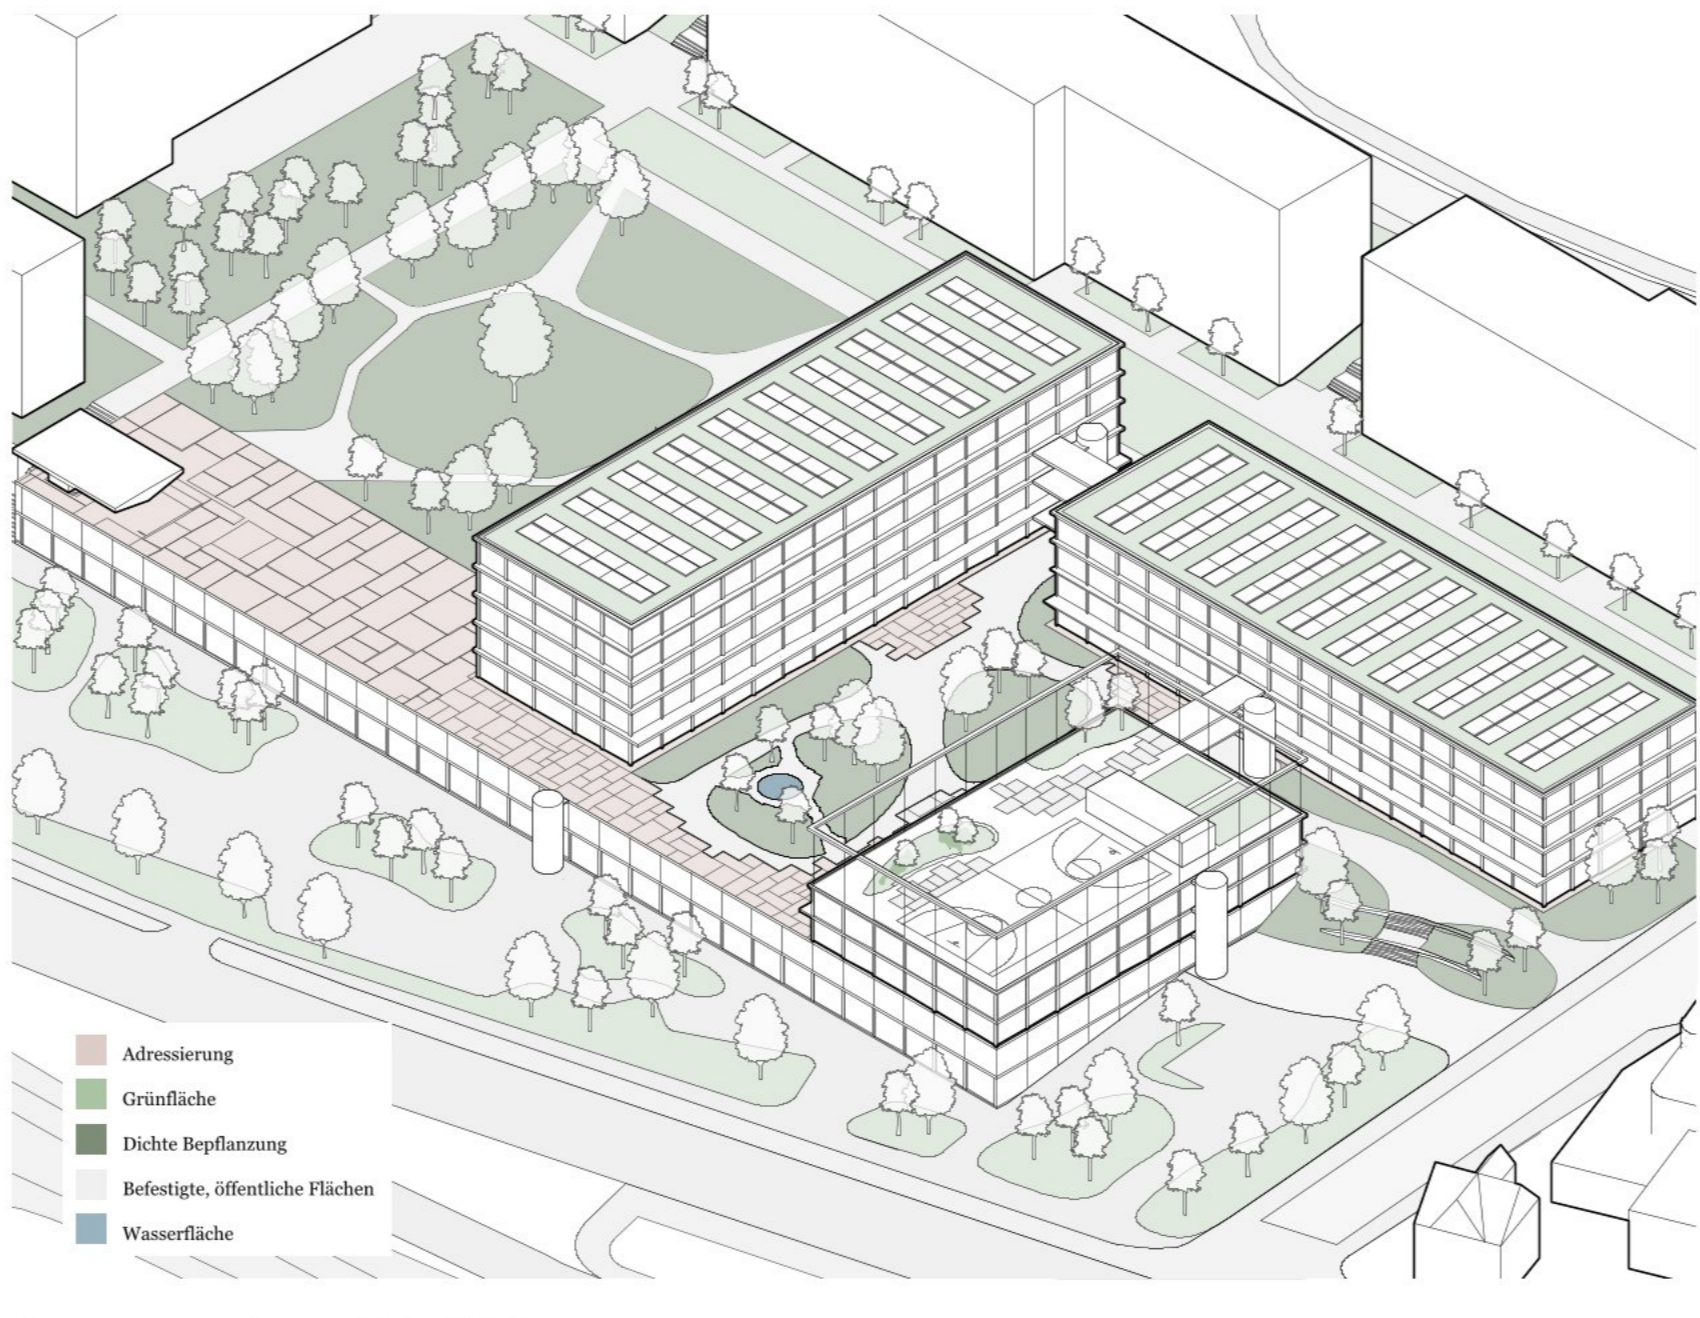 Adressierung
Grünfläche
Dichte Bepflanzung
Befestigte, öffentliche Flächen
Wasserfläche